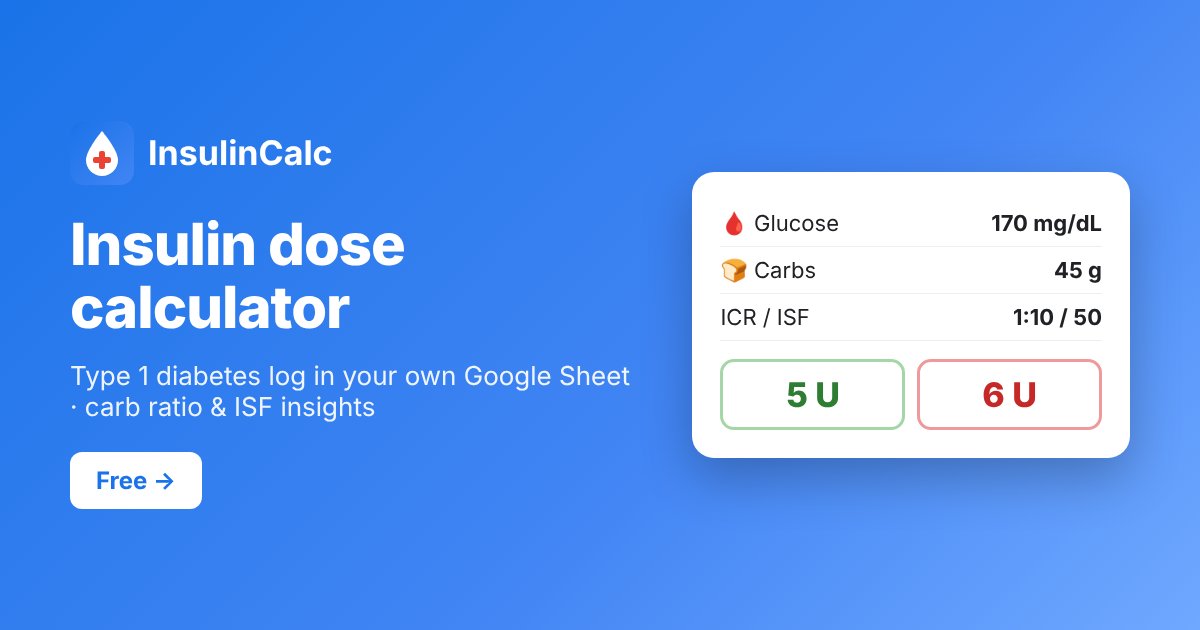 InsulinCalc
Insulin dose
calculator
Type 1 diabetes log in your own Google Sheet
· carb ratio & ISF insights
Free →
🩸 Glucose 170 mg/dL
🍞 Carbs 45 g
ICR / ISF 1:10 / 50
5 U 6 U